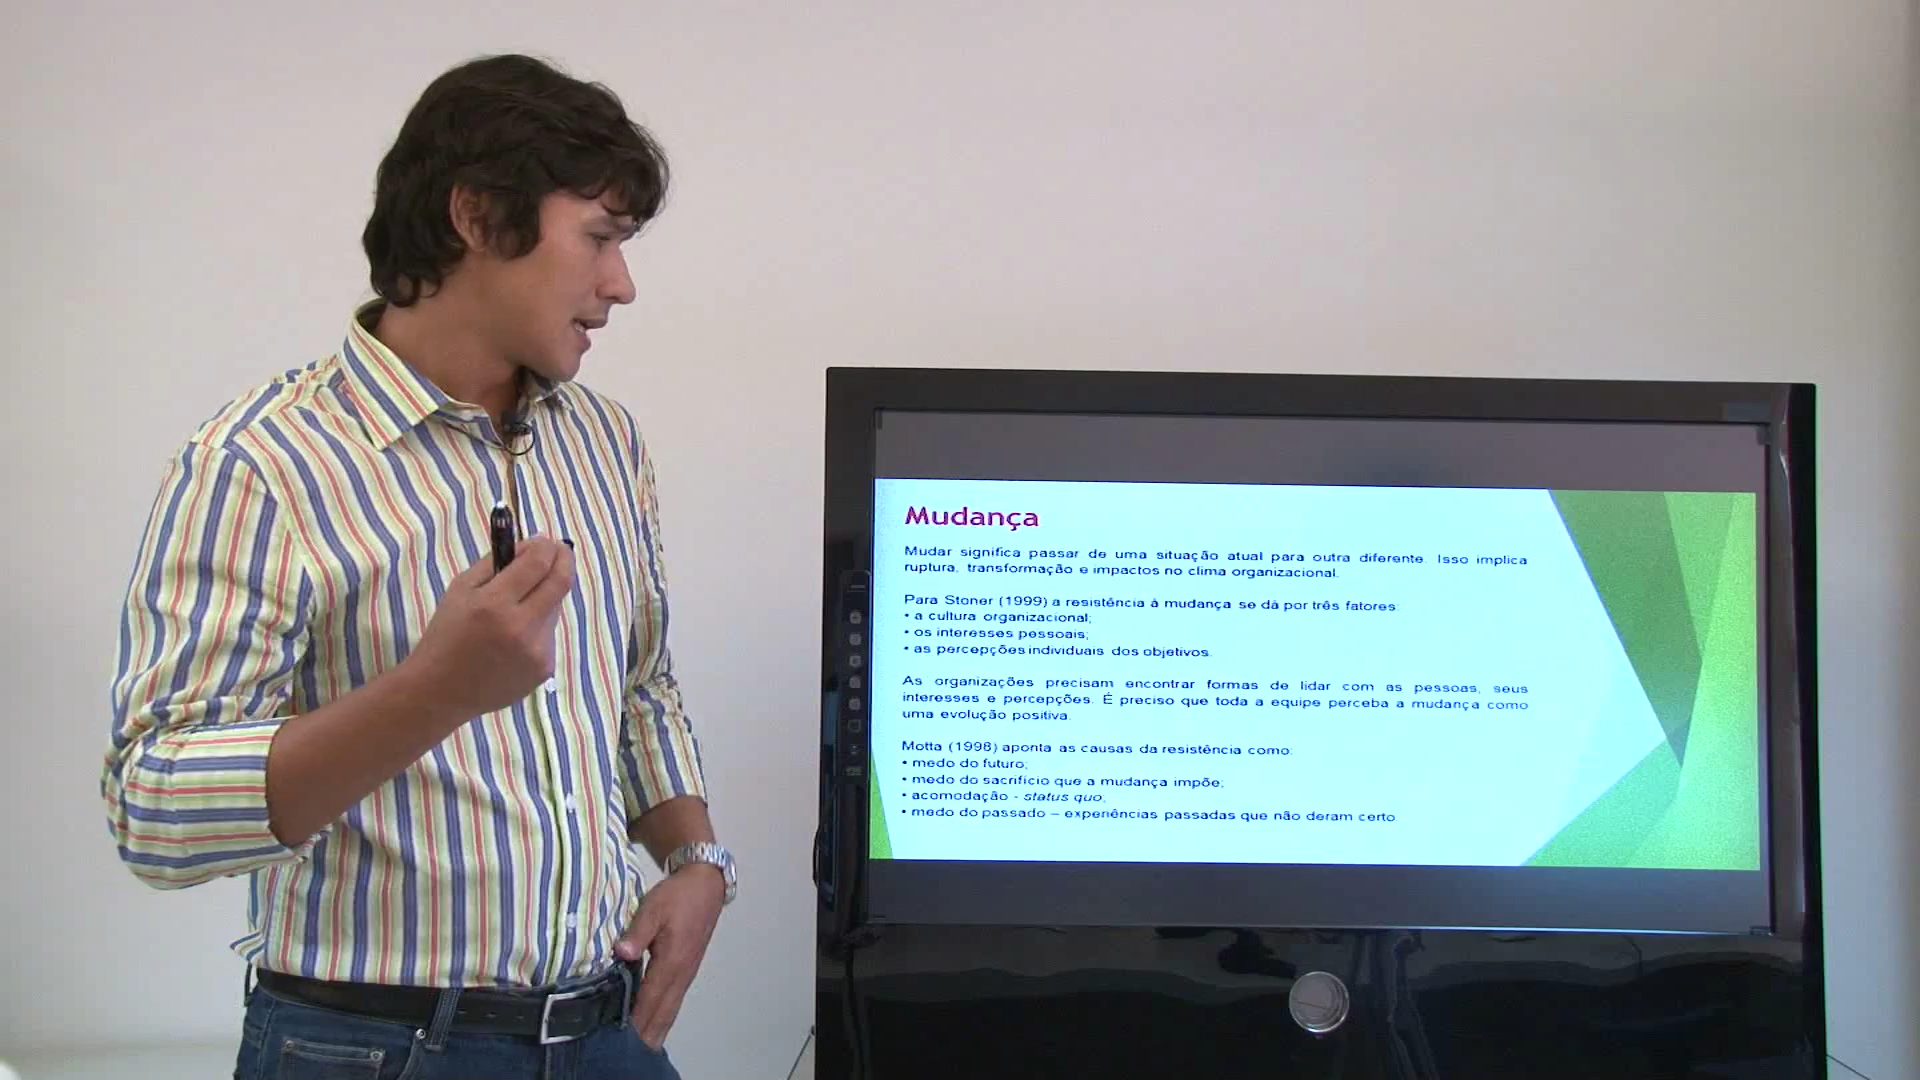 Mudança
Mudar significa passar de uma situação atual para outra diferente. Isso implica
ruptura, transformação e impactos no clima organizacional.
Para Stoner (1999) a resistência à mudança se dá por três fatores:
• a cultura organizacional;
• os interesses pessoais;
• as percepções individuais dos objetivos.
As organizações precisam encontrar formas de lidar com as pessoas, seus
interesses e percepções. É preciso que toda a equipe perceba a mudança como
uma evolução positiva.
Motta (1998) aponta as causas da resistência como:
• medo do futuro;
• medo do sacrifício que a mudança impõe;
• acomodação - status quo;
• medo do passado – experiências passadas que não deram certo.